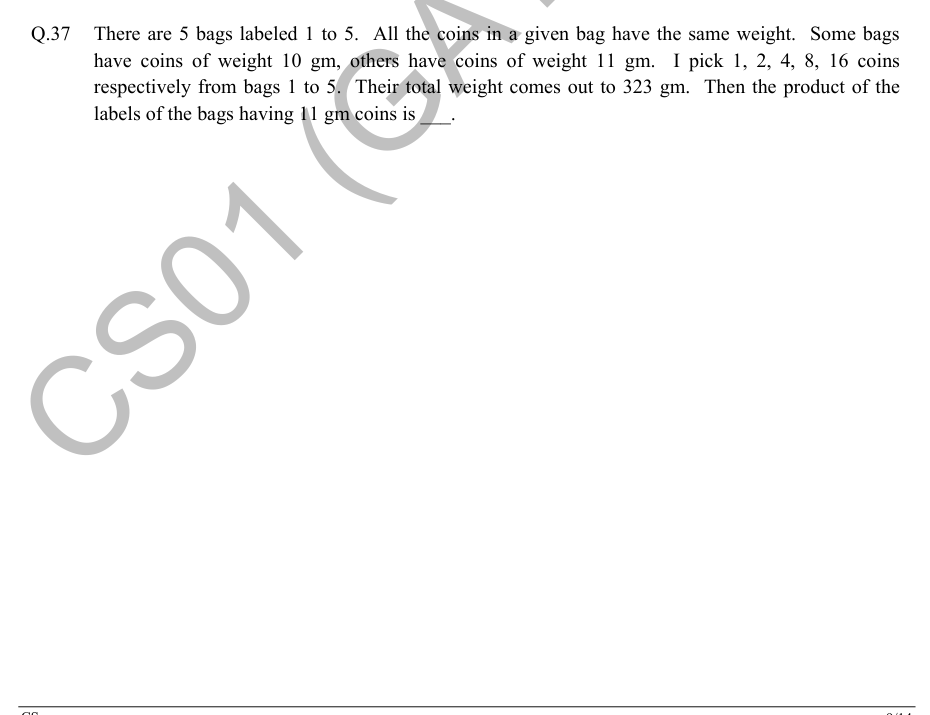 Q.37 There are 5 bags labeled 1 to 5. All the coins in a given bag have the same weight. Some bags
have coins of weight 10 gm, others have coins of weight 11 gm. I pick 1, 2, 4, 8, 16 coins
respectively from bags 1 to 5. Their total weight comes out to 323 gm. Then the product of the
labels of the bags having 11 gm coins is ___.
CS01 (GA